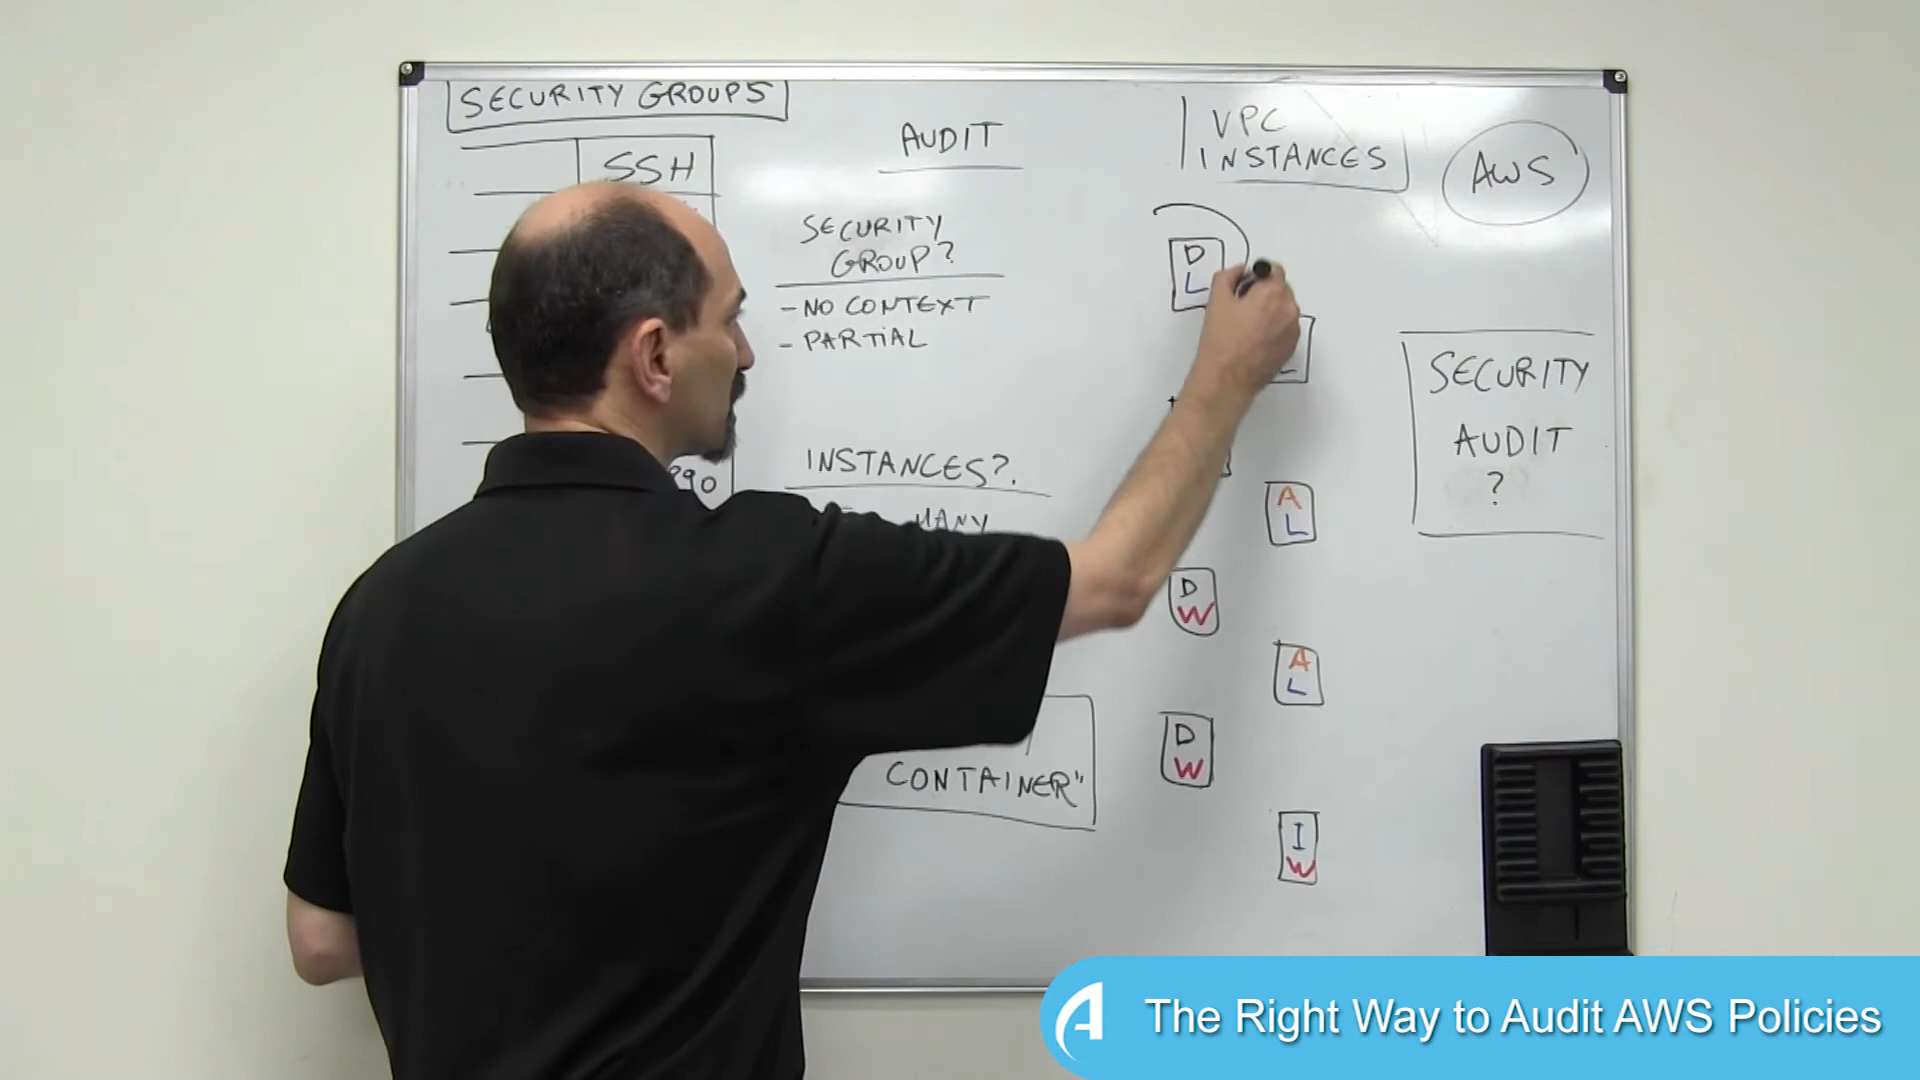 SECURITY GROUPS
SSH
90
AUDIT
SECURITY
GROUP?
- NO CONTEXT
- PARTIAL
INSTANCES?.
MANY
CONTAINER"
VPC
INSTANCES
AWS
D
L
L
A
L
D
W
A
L
D
W
I
W
SECURITY
AUDIT
?
The Right Way to Audit AWS Policies